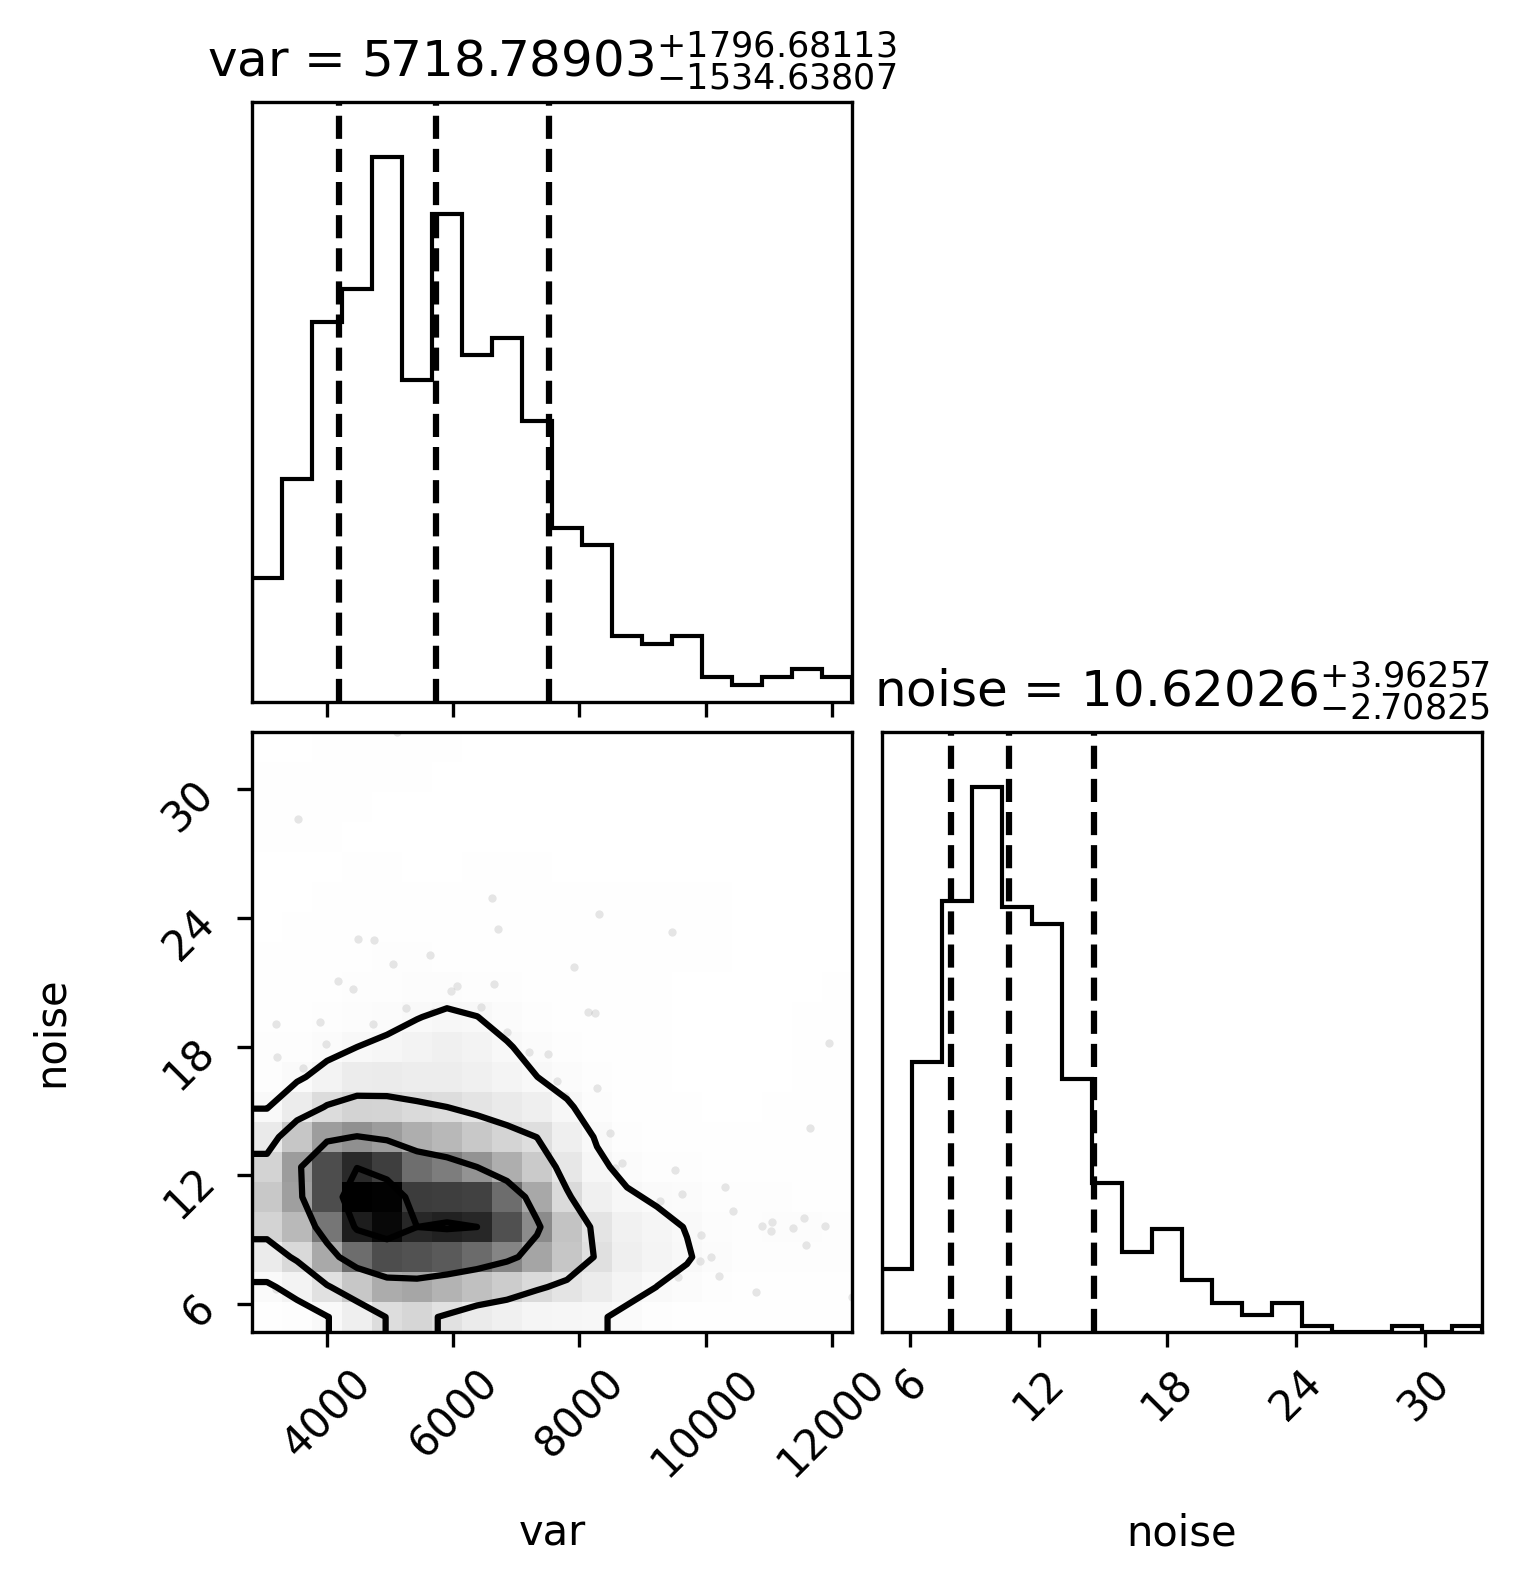 var = 5718.78903+1796.68113−1534.63807
noise = 10.62026+3.96257−2.70825
30
24
18
12
6
noise
4000 6000 8000 10000 12000
6 12 18 24 30
var
noise